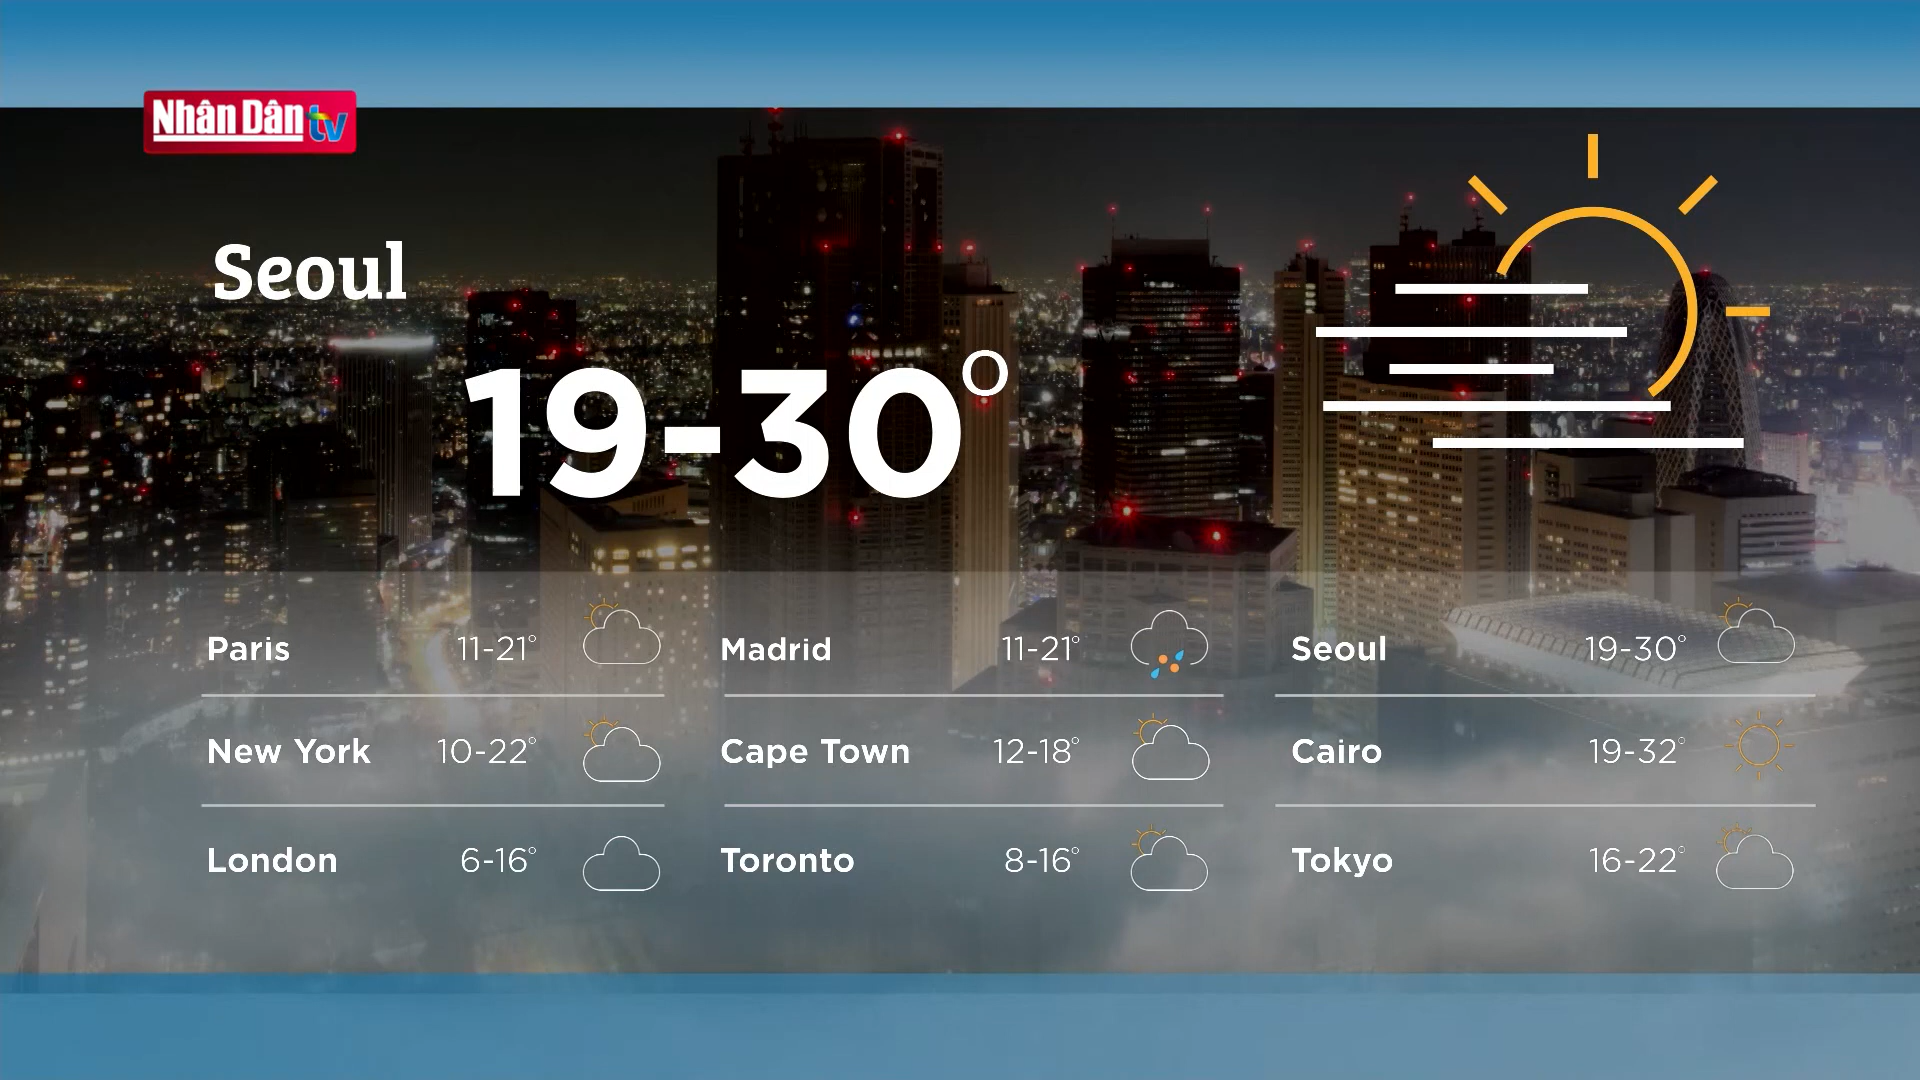 Nhân Dân tv
Seoul
19-30°
Paris 11-21°
Madrid 11-21°
Seoul 19-30°
New York 10-22°
Cape Town 12-18°
Cairo 19-32°
London 6-16°
Toronto 8-16°
Tokyo 16-22°